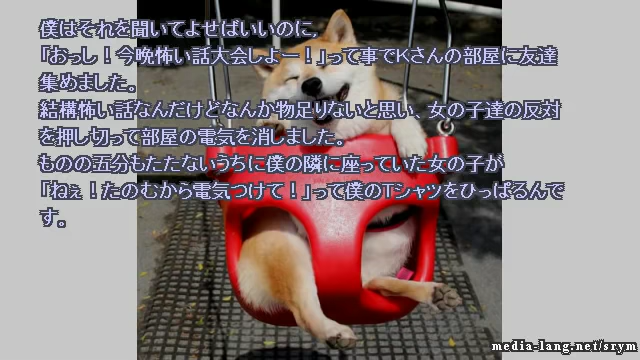 僕はそれを聞いてよせばいいのに,
「おっし！今晩怖い話大会しよー！」って事でKさんの部屋に友達
集めました。
結構怖い話なんだけどなんか物足りないと思い、女の子達の反対
を押し切って部屋の電気を消しました。
ものの五分もたたないうちに僕の隣に座っていた女の子が
「ねぇ！たのむから電気つけて！」って僕のTシャツをひっぱるんで
す。
media-lang.net/srym